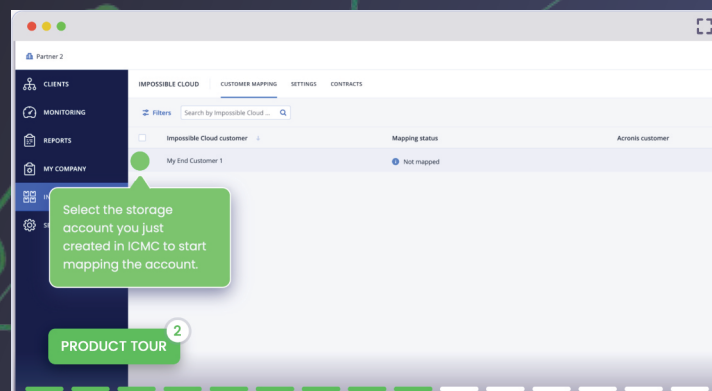 Partner 2
CLIENTS
MONITORING
REPORTS
MY COMPANY
IMPOSSIBLE CLOUD CUSTOMER MAPPING SETTINGS CONTRACTS
Filters Search by Impossible Cloud ...
Impossible Cloud customer Mapping status Acronis customer
My End Customer 1 Not mapped
Select the storage
account you just
created in ICMC to start
mapping the account.
PRODUCT TOUR 2